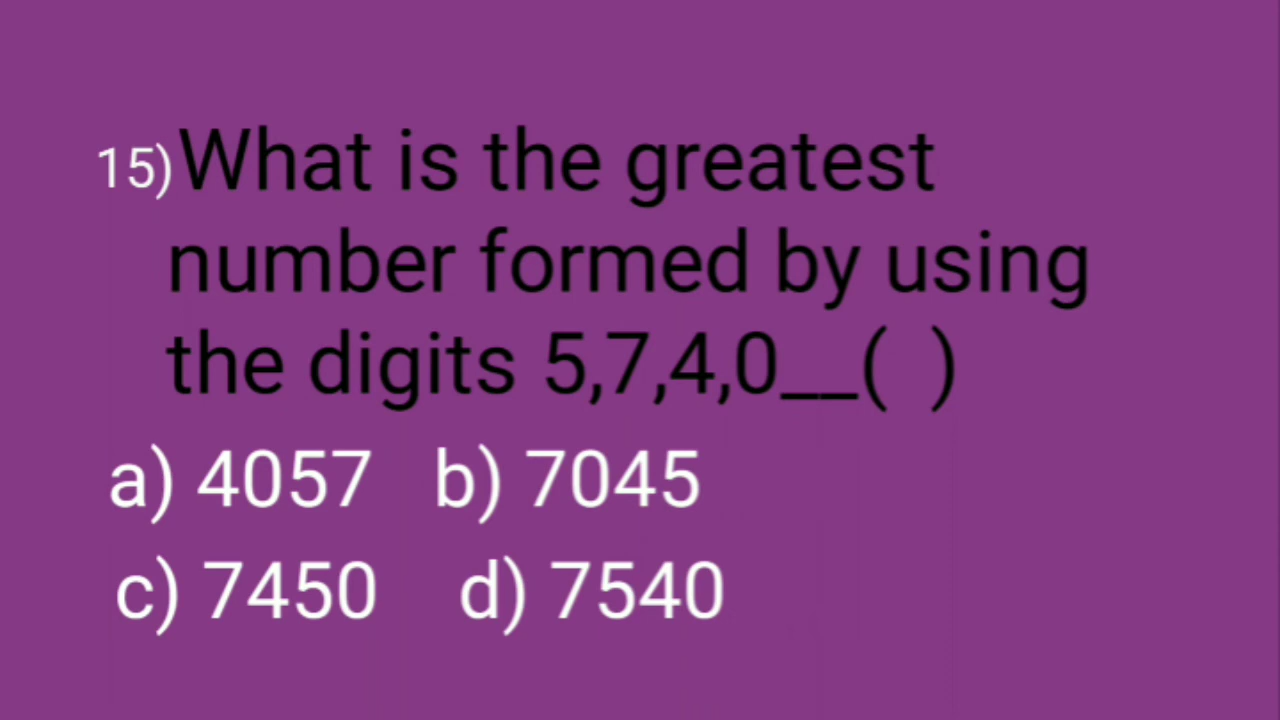 15)What is the greatest
number formed by using
the digits 5,7,4,0__( )
a) 4057 b) 7045
c) 7450 d) 7540